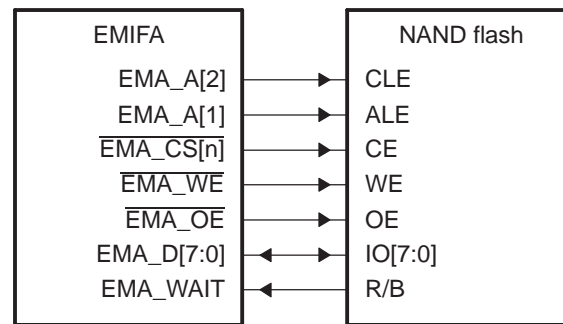 EMIFA NAND flash
EMA_A[2] CLE
EMA_A[1] ALE
EMA_CS[n] CE
EMA_WE WE
EMA_OE OE
EMA_D[7:0] IO[7:0]
EMA_WAIT R/B